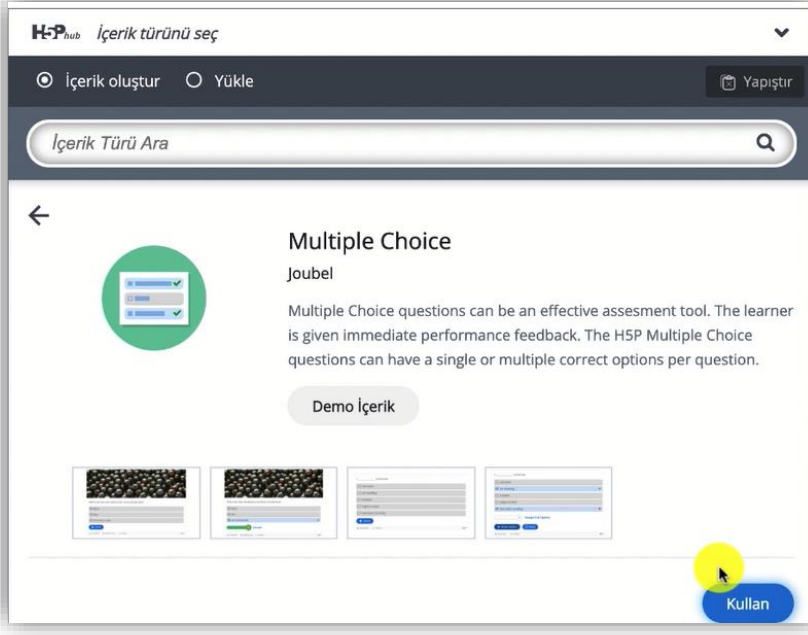 H5Phub İçerik türünü seç
İçerik oluştur Yükle Yapıştır
İçerik Türü Ara
Multiple Choice
Joubel
Multiple Choice questions can be an effective assesment tool. The learner
is given immediate performance feedback. The H5P Multiple Choice
questions can have a single or multiple correct options per question.
Demo İçerik
Kullan